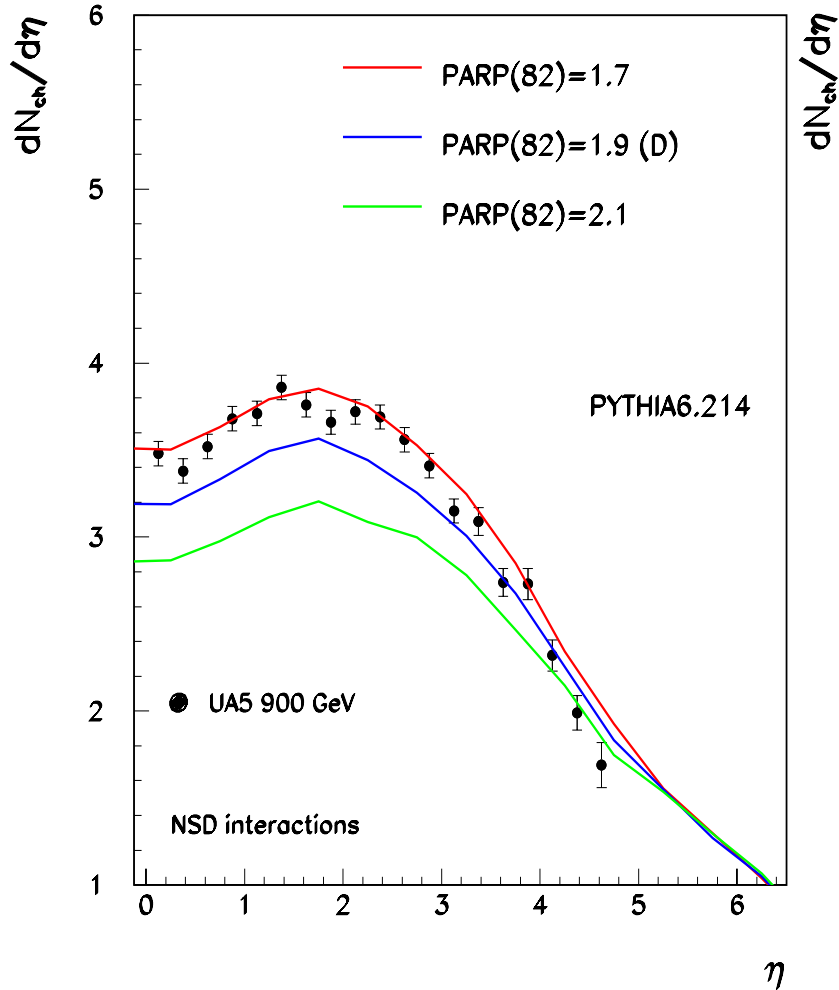 dN_ch/dη
dN_ch/dη
6
5
4
3
2
1
PARP(82)=1.7
PARP(82)=1.9 (D)
PARP(82)=2.1
PYTHIA6.214
UA5 900 GeV
NSD interactions
0 1 2 3 4 5 6
η